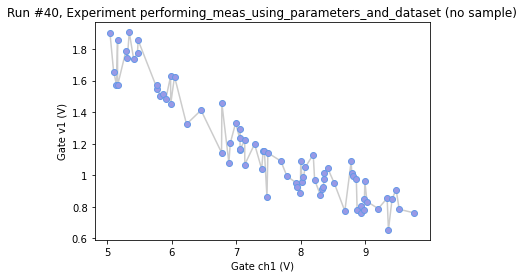 Run #40, Experiment performing_meas_using_parameters_and_dataset (no sample)
1.8
1.6
1.4
1.2
1
0.8
0.6
Gate v1 (V)
5 6 7 8 9
Gate ch1 (V)